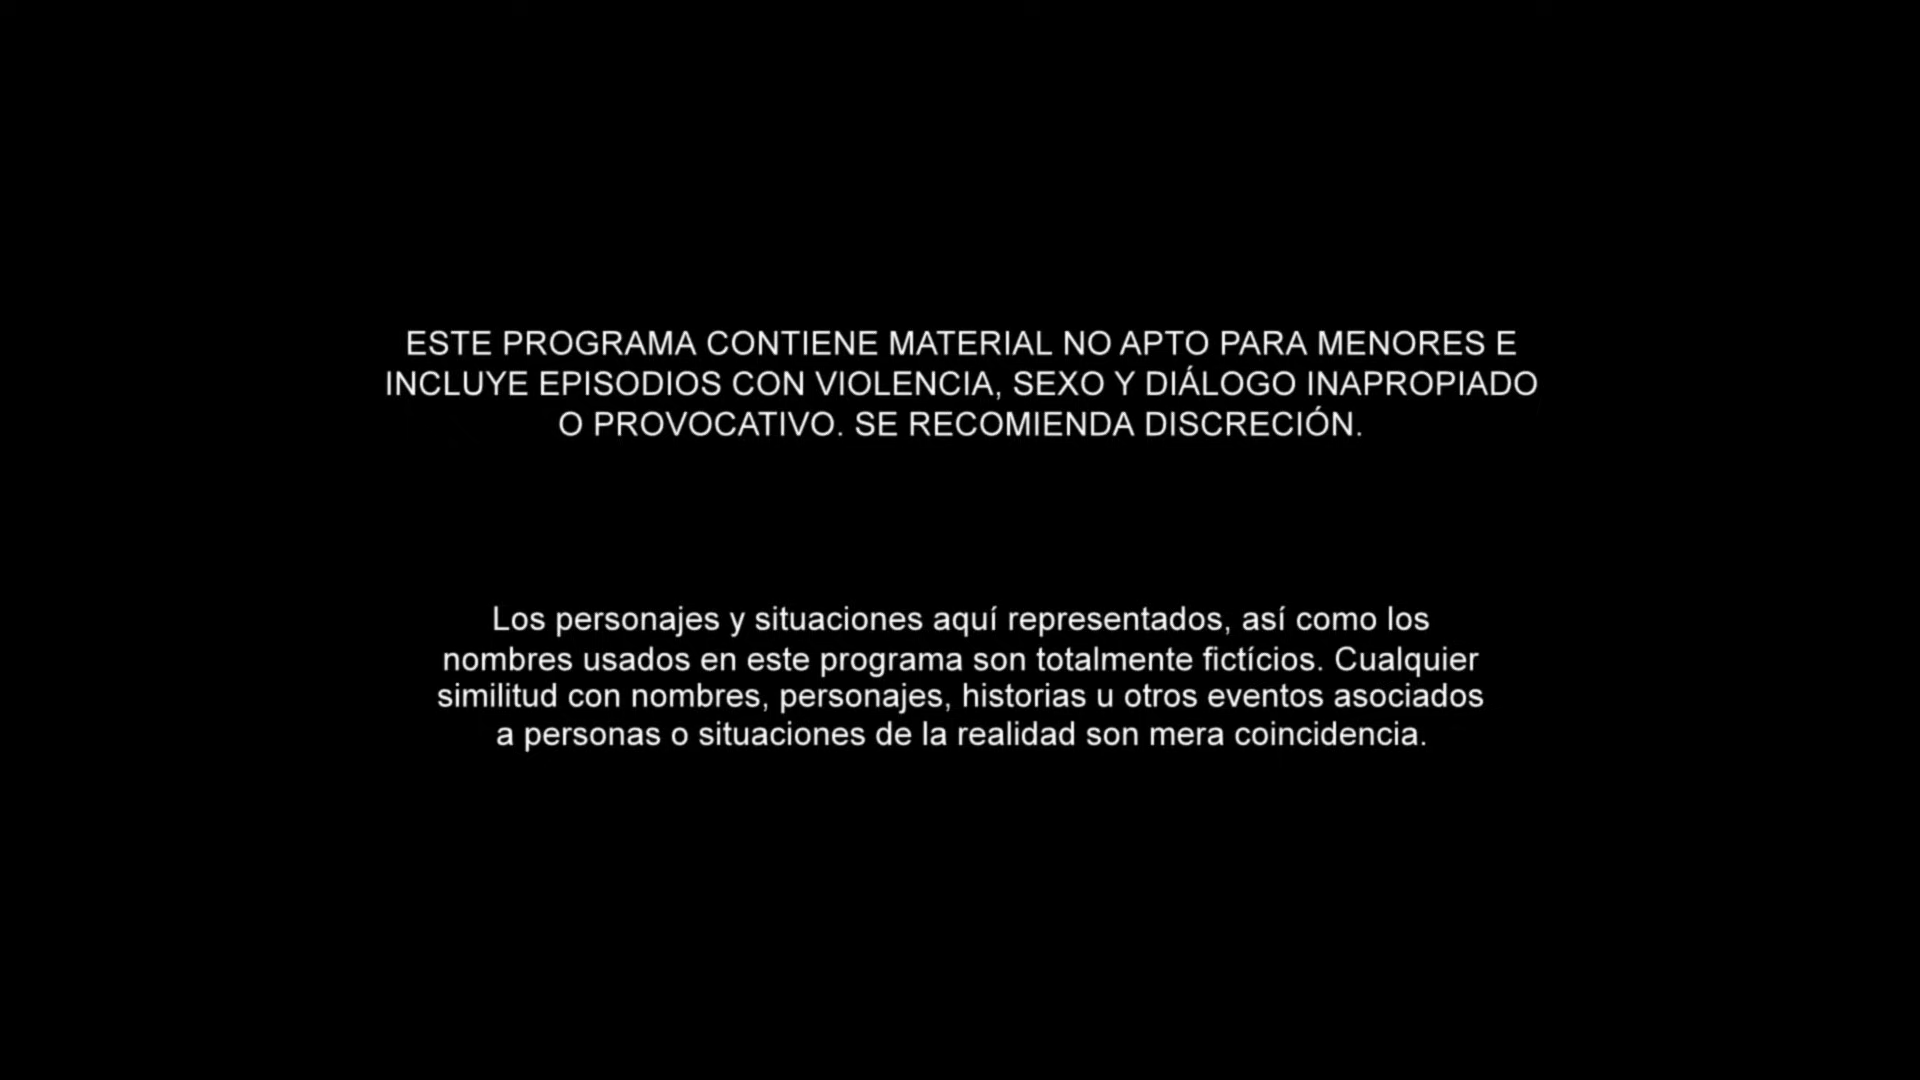 ESTE PROGRAMA CONTIENE MATERIAL NO APTO PARA MENORES E
INCLUYE EPISODIOS CON VIOLENCIA, SEXO Y DIÁLOGO INAPROPIADO
O PROVOCATIVO. SE RECOMIENDA DISCRECIÓN.
Los personajes y situaciones aquí representados, así como los
nombres usados en este programa son totalmente fictícios. Cualquier
similitud con nombres, personajes, historias u otros eventos asociados
a personas o situaciones de la realidad son mera coincidencia.